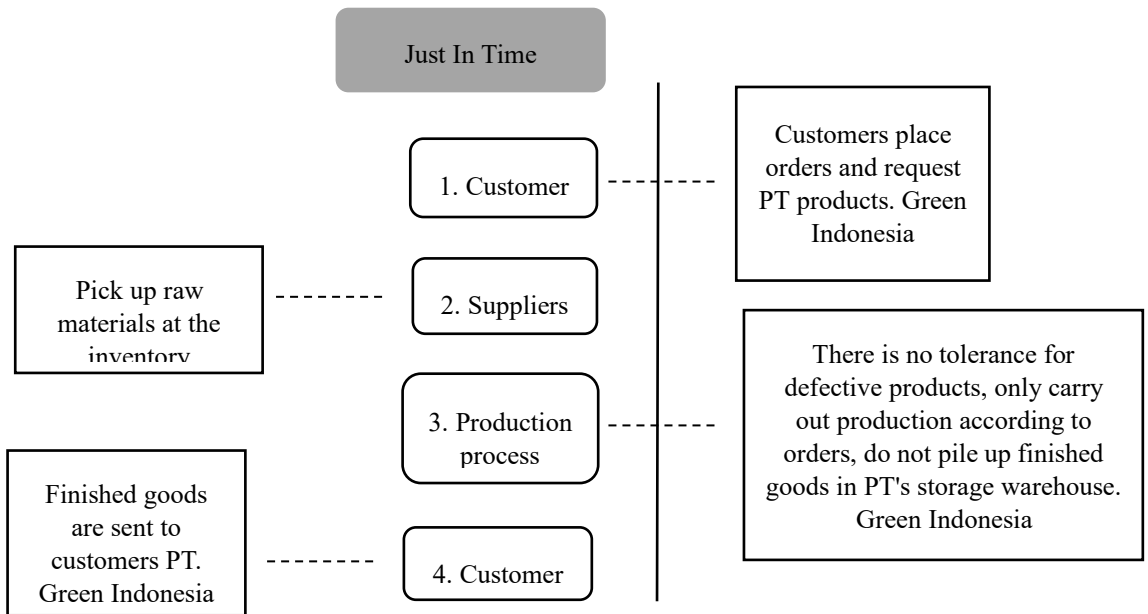 Just In Time
1. Customer
Customers place
orders and request
PT products. Green
Indonesia
2. Suppliers
Pick up raw
materials at the
inventory
3. Production
process
There is no tolerance for
defective products, only carry
out production according to
orders, do not pile up finished
goods in PT's storage warehouse.
Green Indonesia
4. Customer
Finished goods
are sent to
customers PT.
Green Indonesia